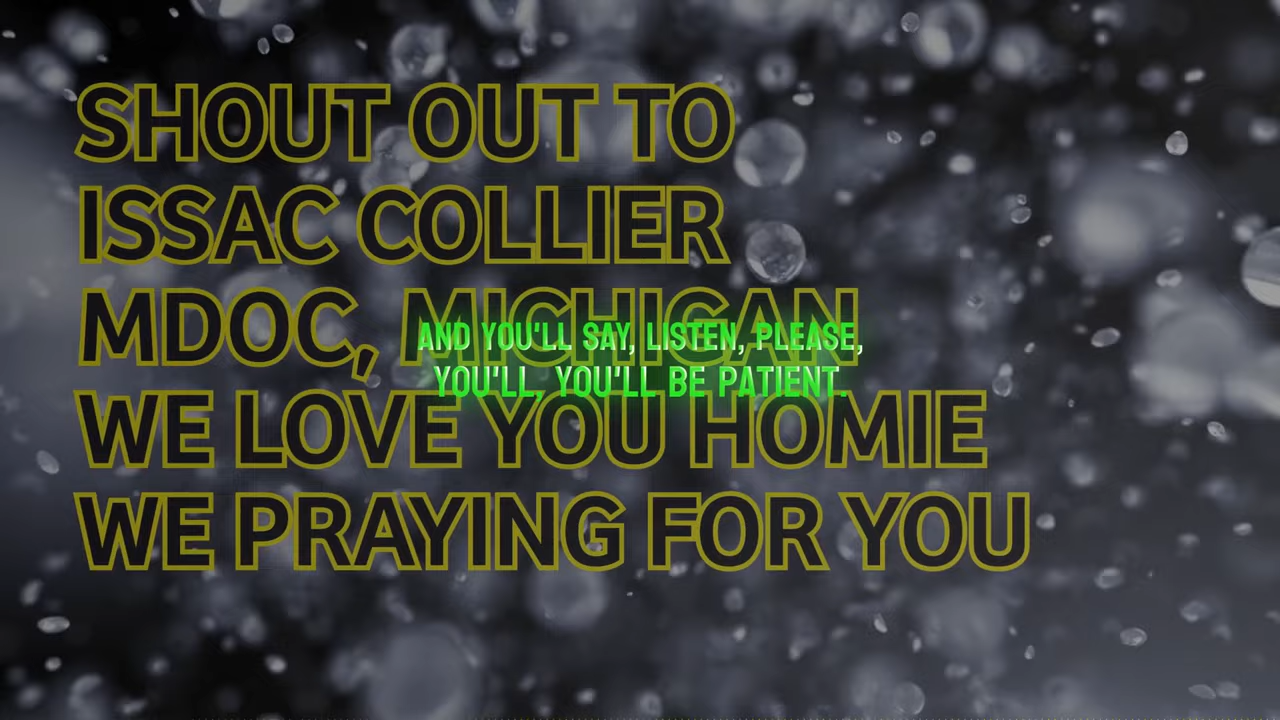 SHOUT OUT TO
ISSAC COLLIER
MDOC, MICHIGAN
AND YOU'LL SAY, LISTEN, PLEASE,
YOU'LL, YOU'LL BE PATIENT.
WE LOVE YOU HOMIE
WE PRAYING FOR YOU